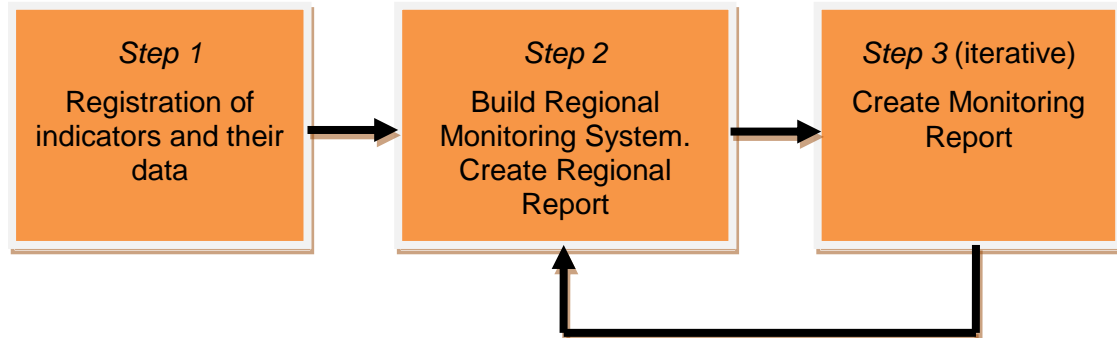 Step 1
Registration of
indicators and their
data
Step 2
Build Regional
Monitoring System.
Create Regional
Report
Step 3 (iterative)
Create Monitoring
Report